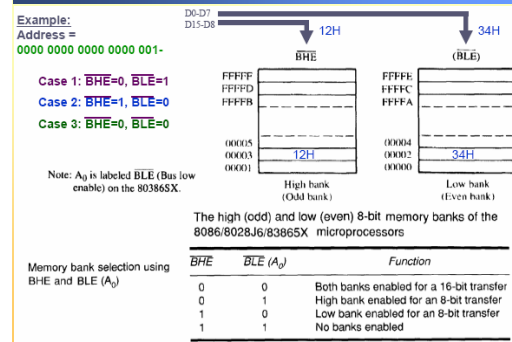 Example:
Address =
0000 0000 0000 0000 001-
Case 1: BHE=0, BLE=1
Case 2: BHE=1, BLE=0
Case 3: BHE=0, BLE=0
Note: A0 is labeled BLE (Bus low
enable) on the 80386SX.
D0-D7
D15-D8
12H
34H
BHE
(BLE)
FFFFF
FFFFD
FFFFB
00005
00003
00001
12H
High bank
(Odd bank)
FFFFE
FFFFC
FFFFA
00004
00002
00000
34H
Low bank
(Even bank)
The high (odd) and low (even) 8-bit memory banks of the
8086/8028J6/83865X microprocessors
Memory bank selection using
BHE and BLE (A0)
BHE BLE (A0) Function
0 0 Both banks enabled for a 16-bit transfer
0 1 High bank enabled for an 8-bit transfer
1 0 Low bank enabled for an 8-bit transfer
1 1 No banks enabled